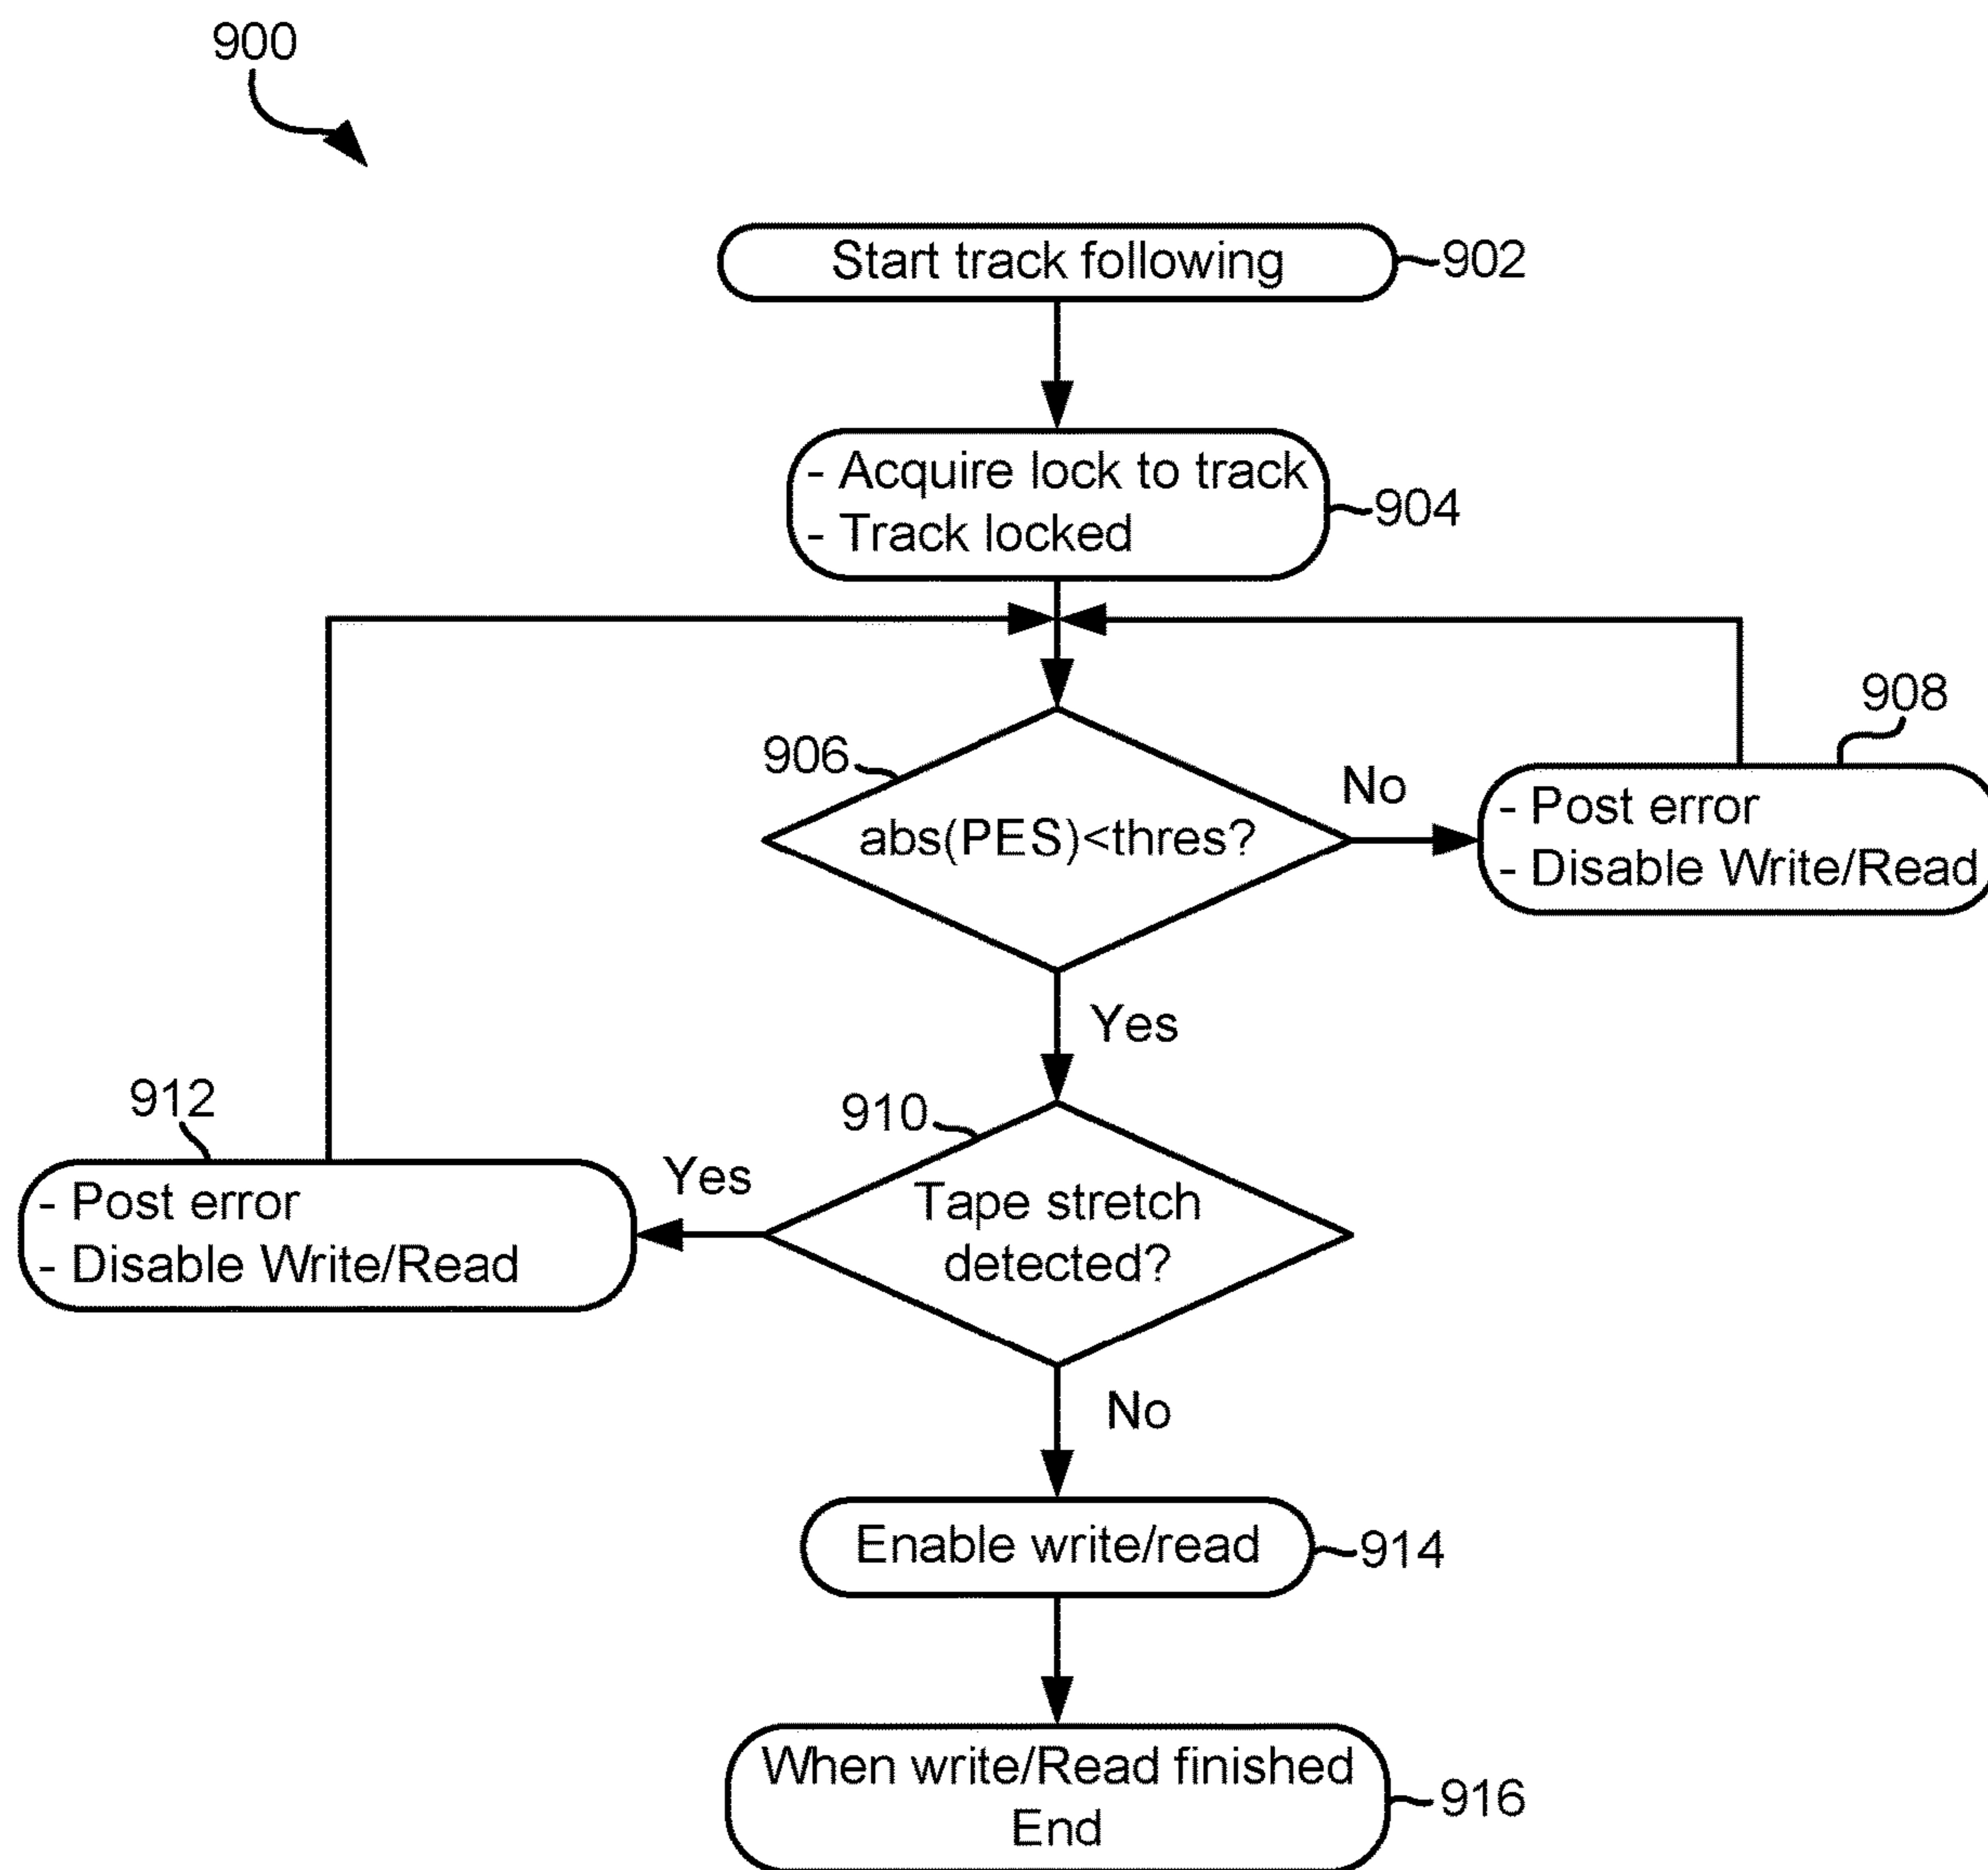 900
Start track following
902
- Acquire lock to track
- Track locked
904
906
abs(PES)<thres?
No
908
- Post error
- Disable Write/Read
Yes
910
Tape stretch
detected?
Yes
912
- Post error
- Disable Write/Read
No
Enable write/read
914
When write/Read finished
End
916